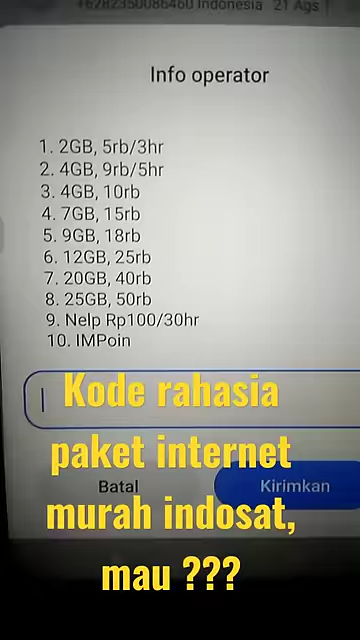 +6282350086460 Indonesia 21 Ags
Info operator
1. 2GB, 5rb/3hr
2. 4GB, 9rb/5hr
3. 4GB, 10rb
4. 7GB, 15rb
5. 9GB, 18rb
6. 12GB, 25rb
7. 20GB, 40rb
8. 25GB, 50rb
9. Nelp Rp100/30hr
10. IMPoin
Kode rahasia
paket internet
Batal Kirimkan
murah indosat,
mau ???